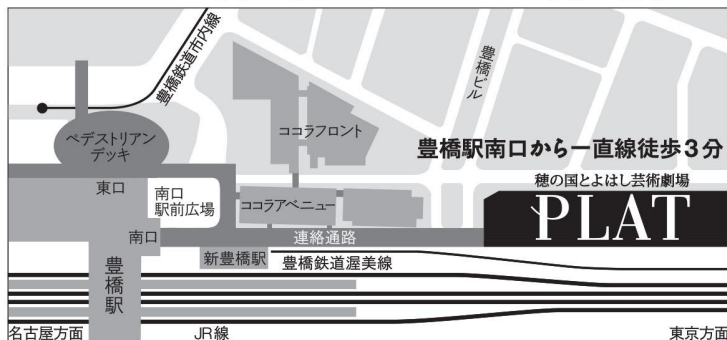 豊橋鉄道市内線
豊橋ビル
ペデストリアン
デッキ
ココラフロント
豊橋駅南口から一直線徒歩3分
穂の国とよはし芸術劇場
PLAT
東口
南口
駅前広場
ココラアベニュー
南口
連絡通路
新豊橋駅
豊橋鉄道渥美線
豊橋駅
名古屋方面
JR線
東京方面